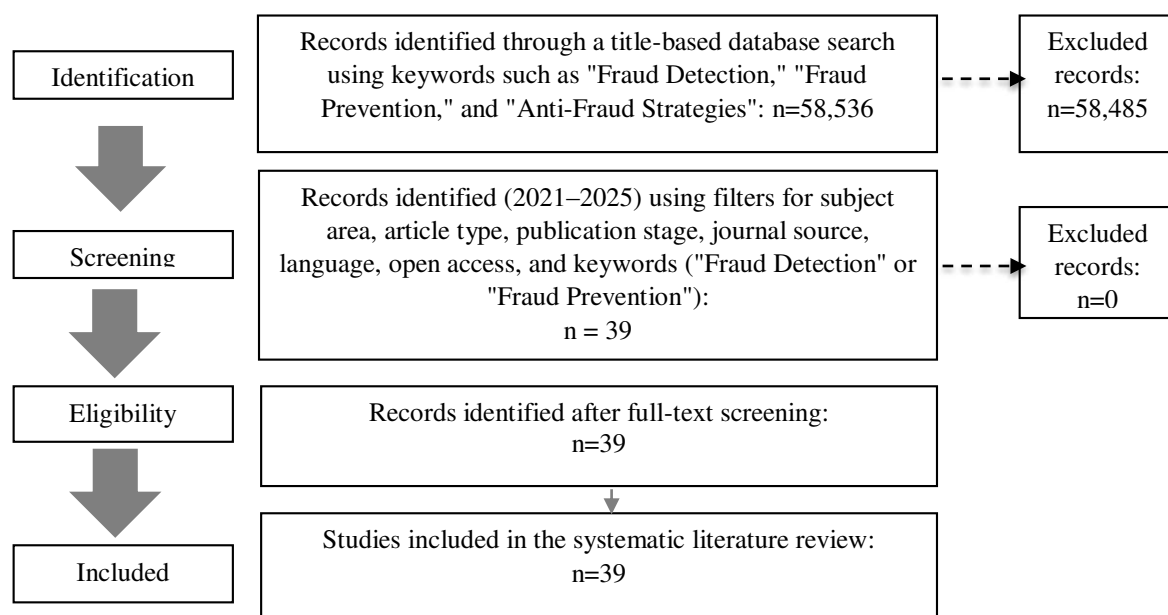 Identification
Records identified through a title-based database search
using keywords such as "Fraud Detection," "Fraud
Prevention," and "Anti-Fraud Strategies": n=58,536
Excluded
records:
n=58,485
Screening
Records identified (2021–2025) using filters for subject
area, article type, publication stage, journal source,
language, open access, and keywords ("Fraud Detection" or
"Fraud Prevention"):
n = 39
Excluded
records:
n=0
Eligibility
Records identified after full-text screening:
n=39
Included
Studies included in the systematic literature review:
n=39